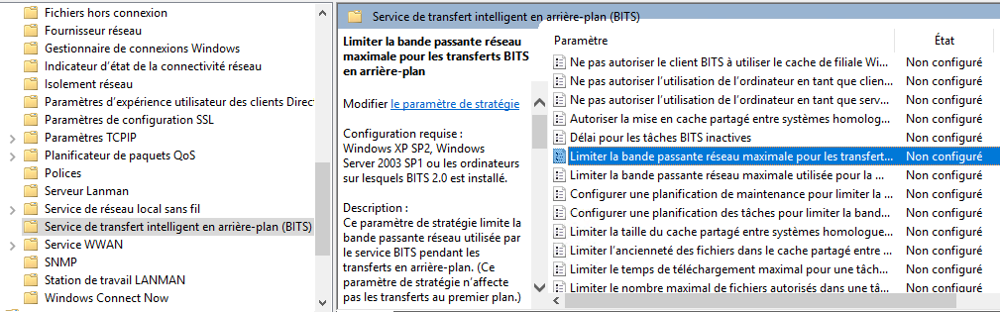 Fichiers hors connexion
Fournisseur réseau
Gestionnaire de connexions Windows
Indicateur d'état de la connectivité réseau
Isolement réseau
Paramètres d'expérience utilisateur des clients Direc
Paramètres de configuration SSL
Paramètres TCPIP
Planificateur de paquets QoS
Polices
Serveur Lanman
Service de réseau local sans fil
Service de transfert intelligent en arrière-plan (BITS)
Service WWAN
SNMP
Station de travail LANMAN
Windows Connect Now
Service de transfert intelligent en arrière-plan (BITS)
Limiter la bande passante réseau
maximale pour les transferts BITS
en arrière-plan
Modifier le paramètre de stratégie
Configuration requise :
Windows XP SP2, Windows
Server 2003 SP1 ou les ordinateurs
sur lesquels BITS 2.0 est installé.
Description :
Ce paramètre de stratégie limite la
bande passante réseau utilisée par
le service BITS pendant les
transferts en arrière-plan. (Ce
paramètre de stratégie n'affecte
pas les transferts au premier plan.)
Paramètre État
Ne pas autoriser le client BITS à utiliser le cache de filiale Wi... Non configuré
Ne pas autoriser l'utilisation de l'ordinateur en tant que clien... Non configuré
Ne pas autoriser l'utilisation de l'ordinateur en tant que serv... Non configuré
Autoriser la mise en cache partagé entre systèmes homolog... Non configuré
Délai pour les tâches BITS inactives Non configuré
Limiter la bande passante réseau maximale pour les transfert... Non configuré
Limiter la bande passante réseau maximale utilisée pour la ... Non configuré
Configurer une planification de maintenance pour limiter la ... Non configuré
Configurer une planification des tâches pour limiter la band... Non configuré
Limiter la taille du cache partagé entre systèmes homologue... Non configuré
Limiter l'ancienneté des fichiers dans le cache partagé entre ... Non configuré
Limiter le temps de téléchargement maximal pour une tâch... Non configuré
Limiter le nombre maximal de fichiers autorisés dans une tâ... Non configuré